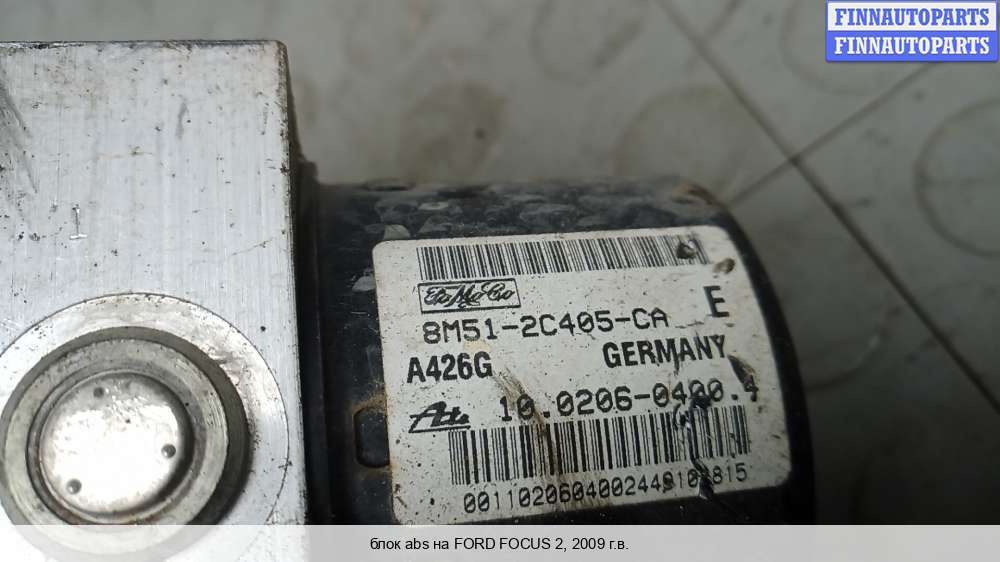 FINNAUTOPARTS
FINNAUTOPARTS
1
FoMoCo
8M51-2C405-CA E
A426G GERMANY
Ate 10.0206-0400.4
блок abs на FORD FOCUS 2, 2009 г.в.